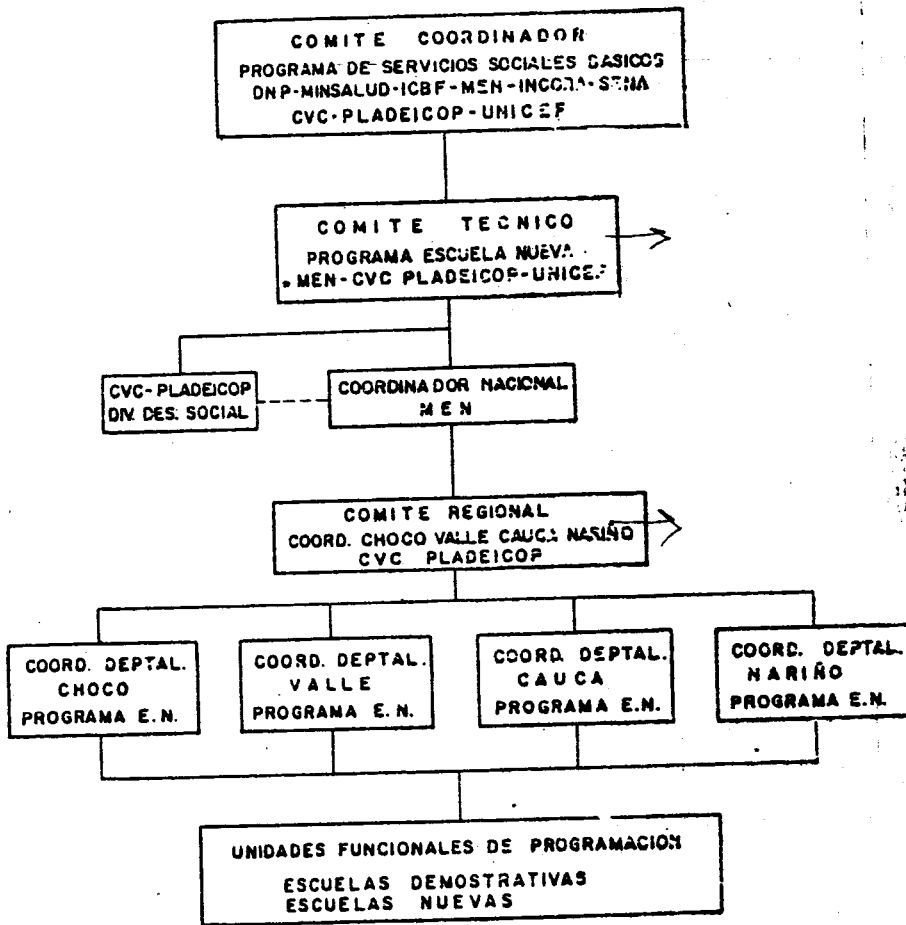 COMITE COORDINADOR
PROGRAMA DE SERVICIOS SOCIALES BASICOS
DNP-MINSALUD-ICBF-MEN-INCORA-SENA
CVC-PLADEICOP-UNICEF
COMITE TECNICO
PROGRAMA ESCUELA NUEVA
MEN-CVC PLADEICOP-UNICEF
CVC-PLADEICOP
DIV. DES. SOCIAL
COORDINADOR NACIONAL
MEN
COMITE REGIONAL
COORD. CHOCO VALLE CAUCA NARIÑO
CVC PLADEICOP
COORD. DEPTAL.
CHOCO
PROGRAMA E.N.
COORD. DEPTAL.
VALLE
PROGRAMA E.N.
COORD. DEPTAL.
CAUCA
PROGRAMA E.N.
COORD. DEPTAL.
NARIÑO
PROGRAMA E.N.
UNIDADES FUNCIONALES DE PROGRAMACION
ESCUELAS DEMOSTRATIVAS
ESCUELAS NUEVAS